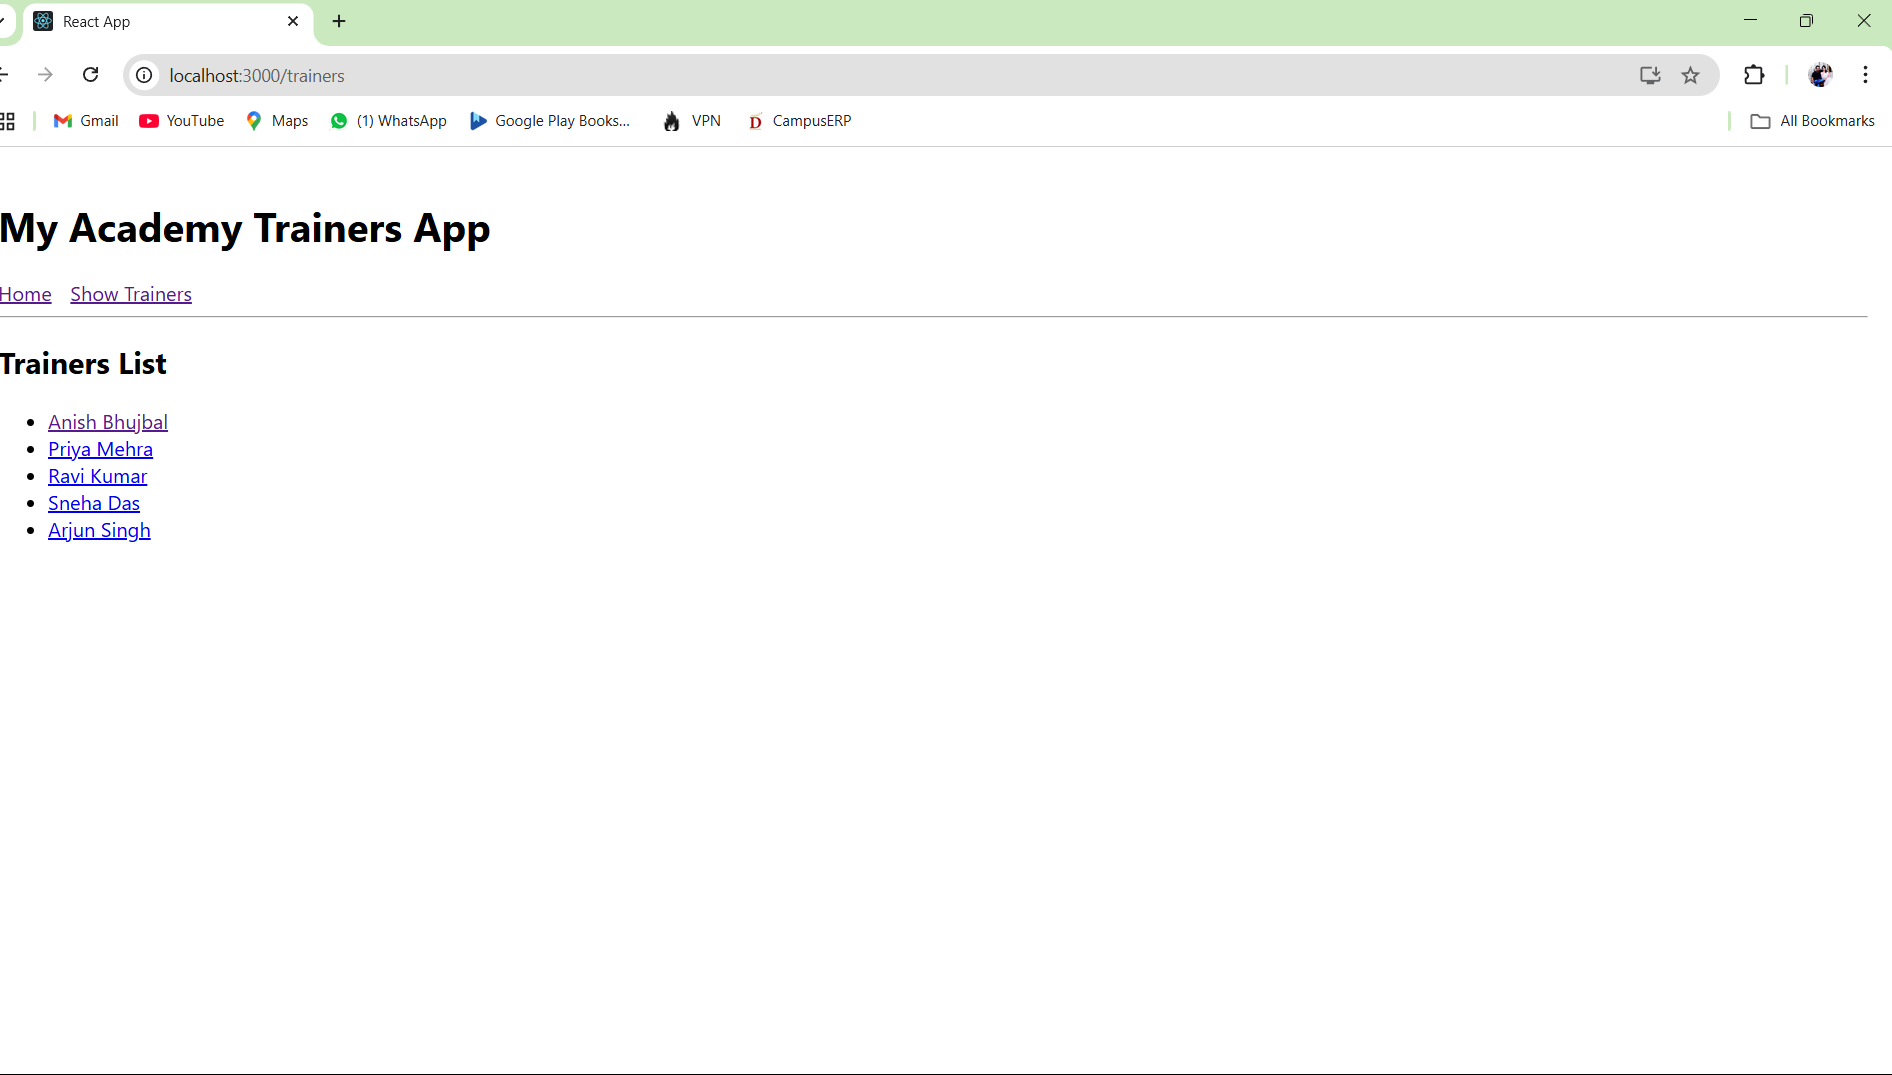 React App
localhost:3000/trainers
Gmail YouTube Maps (1) WhatsApp Google Play Books... VPN CampusERP All Bookmarks
My Academy Trainers App
Home Show Trainers
Trainers List
Anish Bhujbal
Priya Mehra
Ravi Kumar
Sneha Das
Arjun Singh